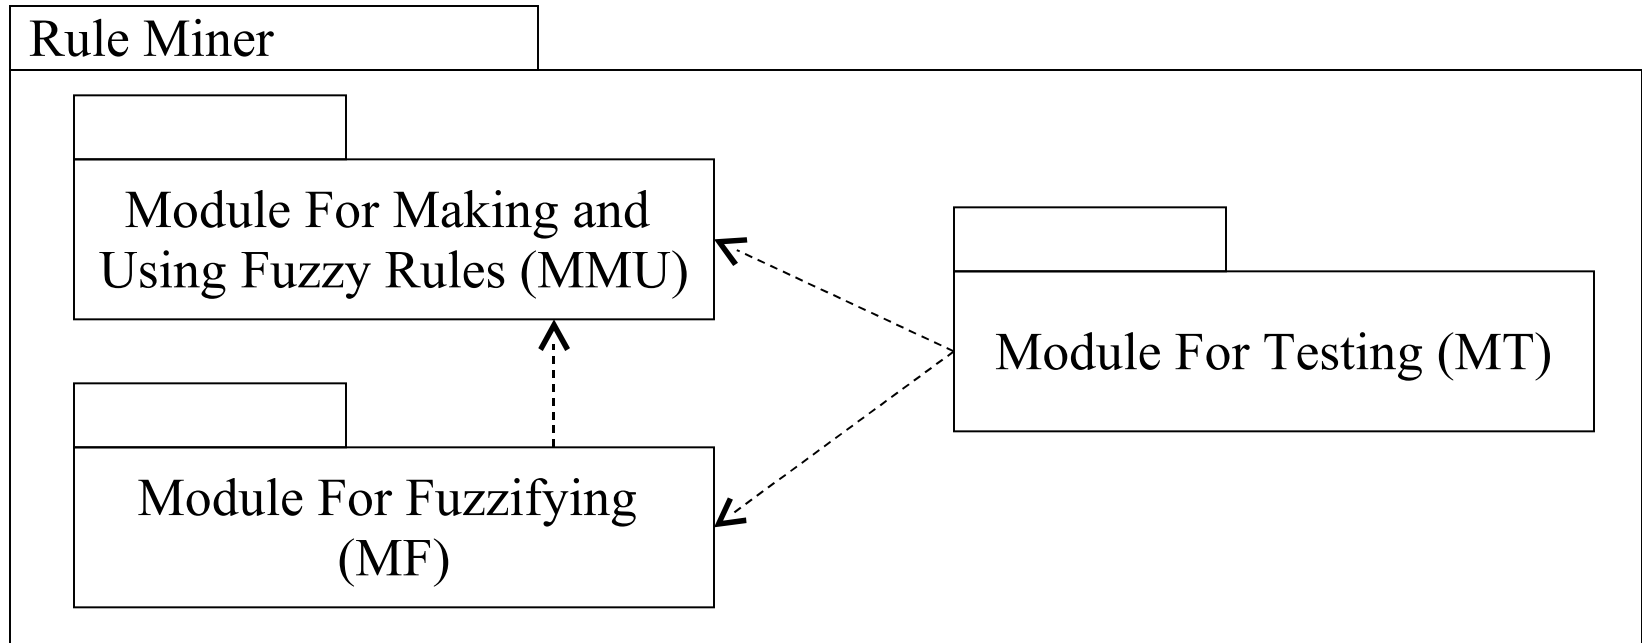 Rule Miner
Module For Making and
Using Fuzzy Rules (MMU)
Module For Testing (MT)
Module For Fuzzifying
(MF)